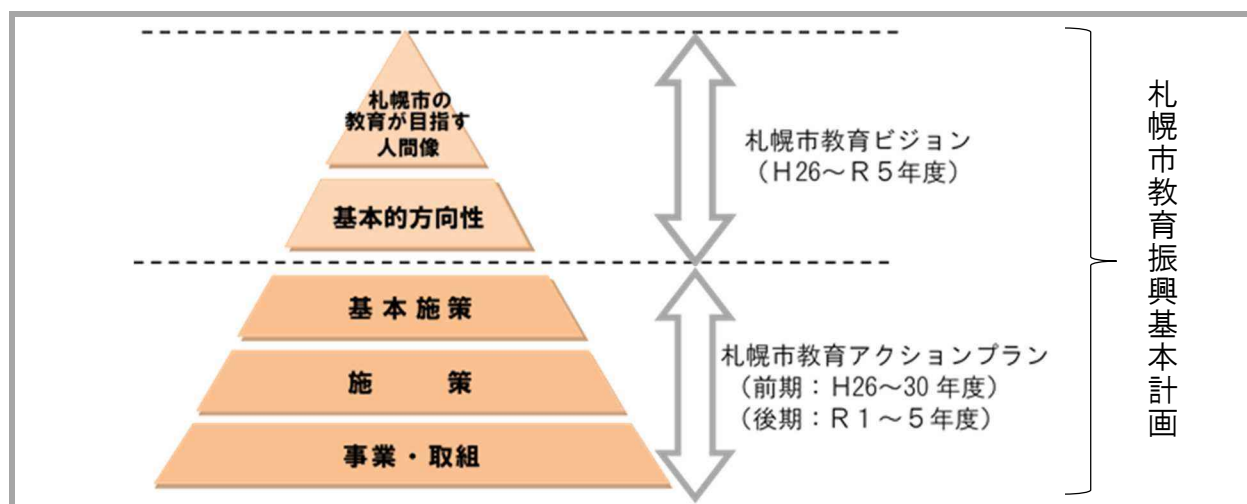 札幌市の
教育が目指す
人間像
基本的方向性
基本施策
施　　策
事業・取組
札幌市教育ビジョン
（H26～R５年度）
札幌市教育アクションプラン
（前期：H26～30 年度）
（後期：R１～５年度）
札幌市教育振興基本計画